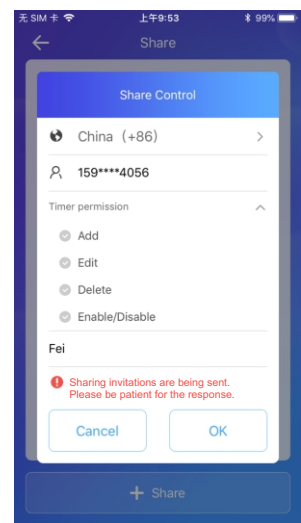 无 SIM 卡 上午9:53 99%
Share
Share Control
China（+86）
159****4056
Timer permission
Add
Edit
Delete
Enable/Disable
Fei
Sharing invitations are being sent.
Please be patient for the response.
Cancel OK
+ Share